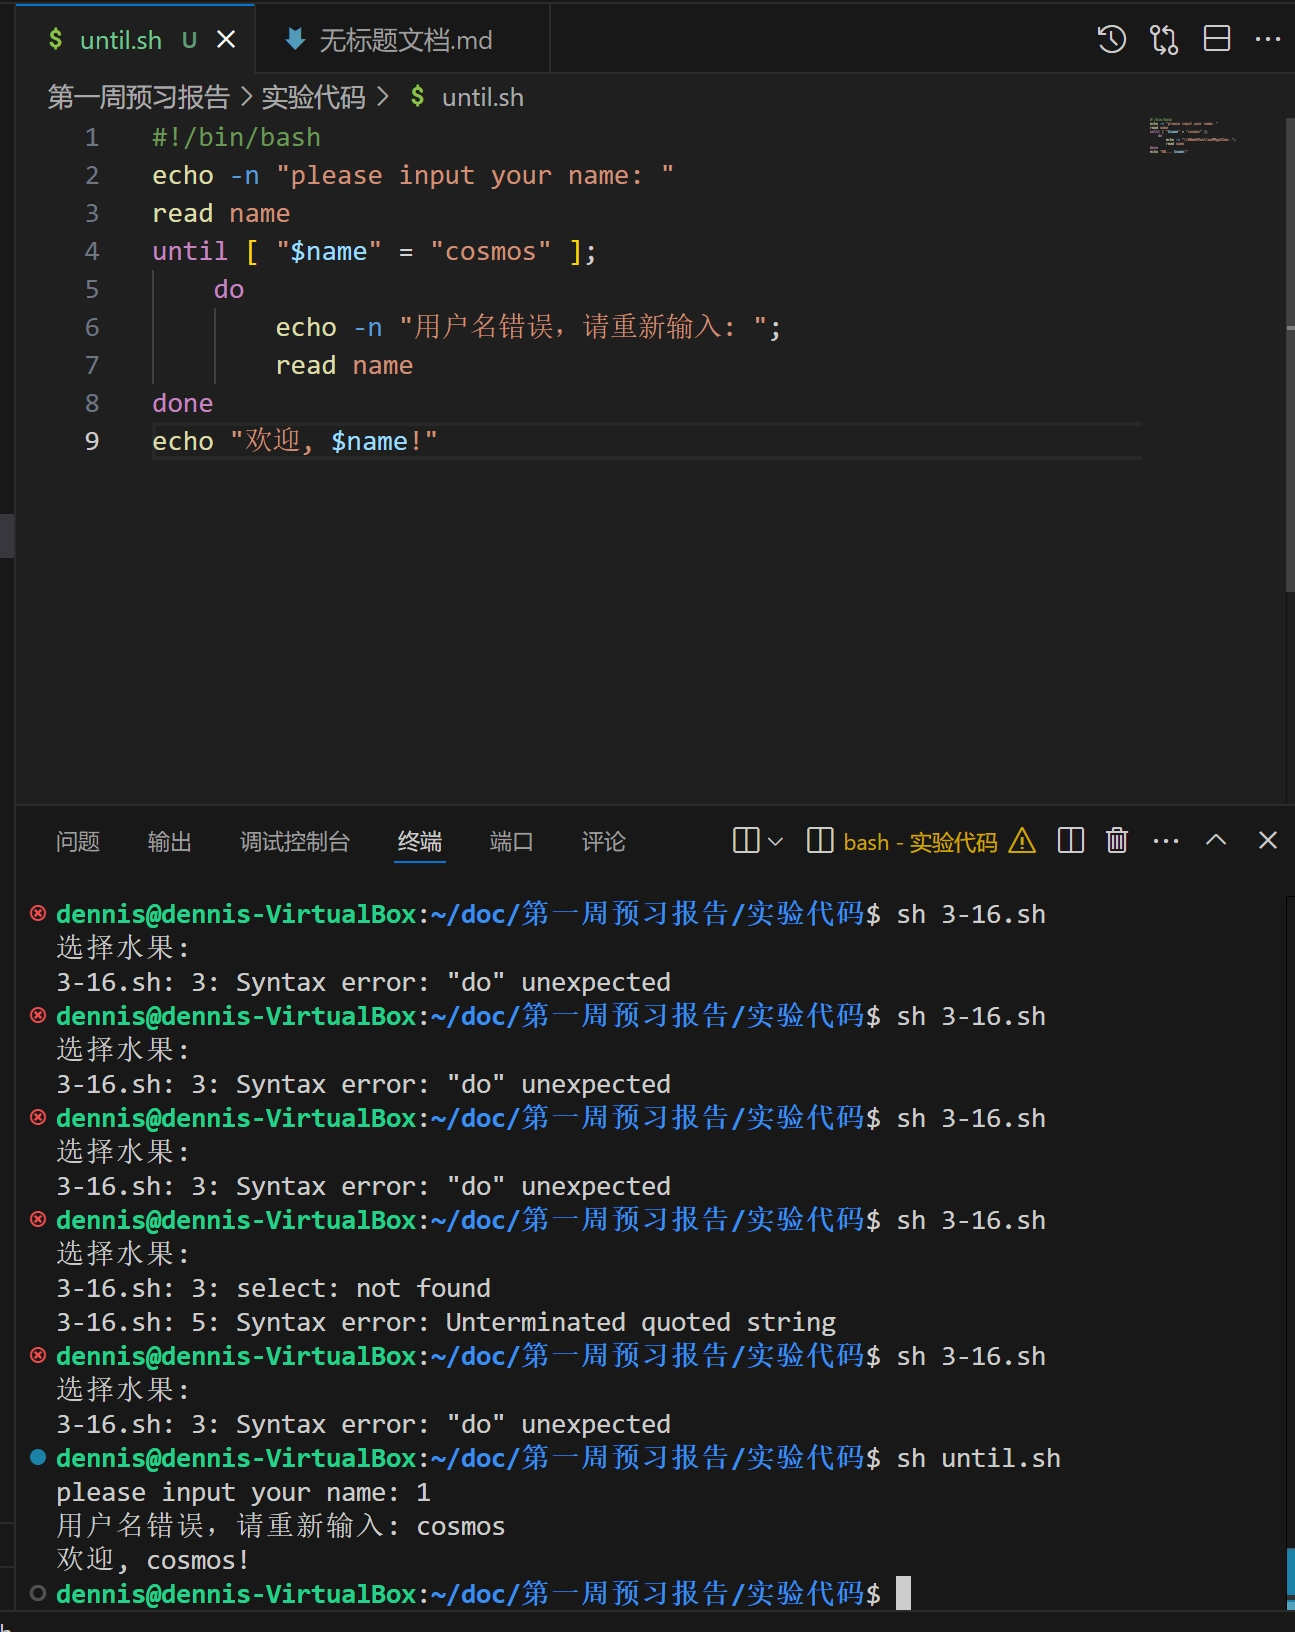 until.sh U
无标题文档.md
第一周预习报告 > 实验代码 > $ until.sh
1 #!/bin/bash
2 echo -n "please input your name: "
3 read name
4 until [ "$name" = "cosmos" ];
5 do
6 echo -n "用户名错误，请重新输入: ";
7 read name
8 done
9 echo "欢迎, $name!"
问题 输出 调试控制台 终端 端口 评论 bash - 实验代码
dennis@dennis-VirtualBox:~/doc/第一周预习报告/实验代码$ sh 3-16.sh
选择水果:
3-16.sh: 3: Syntax error: "do" unexpected
dennis@dennis-VirtualBox:~/doc/第一周预习报告/实验代码$ sh 3-16.sh
选择水果:
3-16.sh: 3: Syntax error: "do" unexpected
dennis@dennis-VirtualBox:~/doc/第一周预习报告/实验代码$ sh 3-16.sh
选择水果:
3-16.sh: 3: Syntax error: "do" unexpected
dennis@dennis-VirtualBox:~/doc/第一周预习报告/实验代码$ sh 3-16.sh
选择水果:
3-16.sh: 3: select: not found
3-16.sh: 5: Syntax error: Unterminated quoted string
dennis@dennis-VirtualBox:~/doc/第一周预习报告/实验代码$ sh 3-16.sh
选择水果:
3-16.sh: 3: Syntax error: "do" unexpected
dennis@dennis-VirtualBox:~/doc/第一周预习报告/实验代码$ sh until.sh
please input your name: 1
用户名错误，请重新输入: cosmos
欢迎, cosmos!
dennis@dennis-VirtualBox:~/doc/第一周预习报告/实验代码$